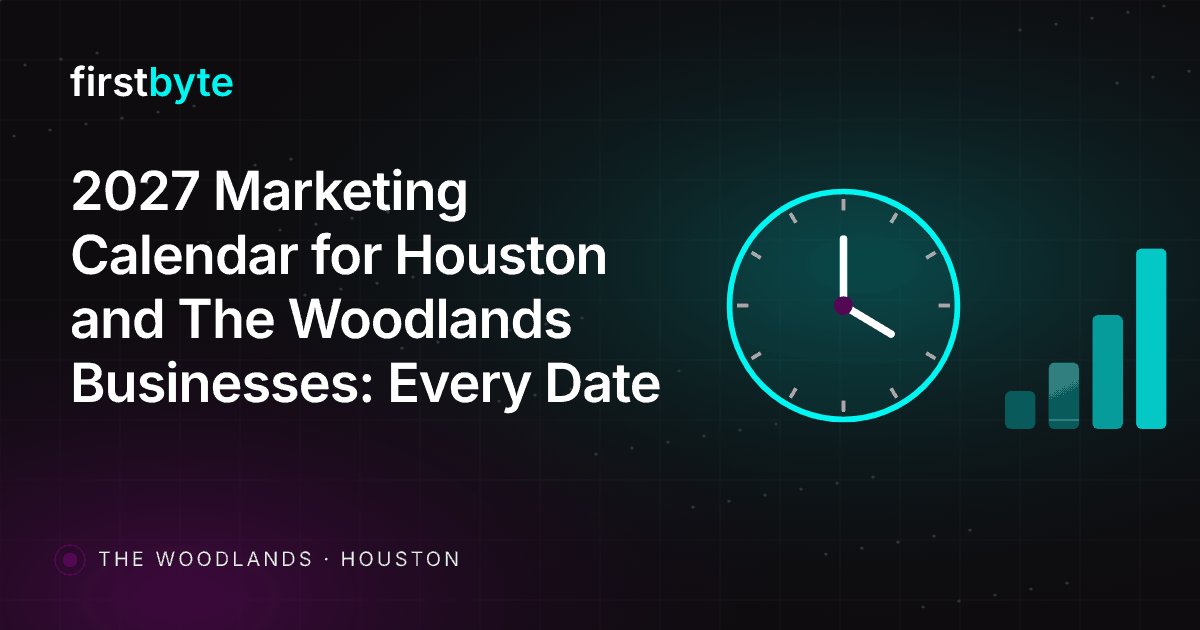 firstbyte
2027 Marketing
Calendar for Houston
and The Woodlands
Businesses: Every Date
THE WOODLANDS · HOUSTON